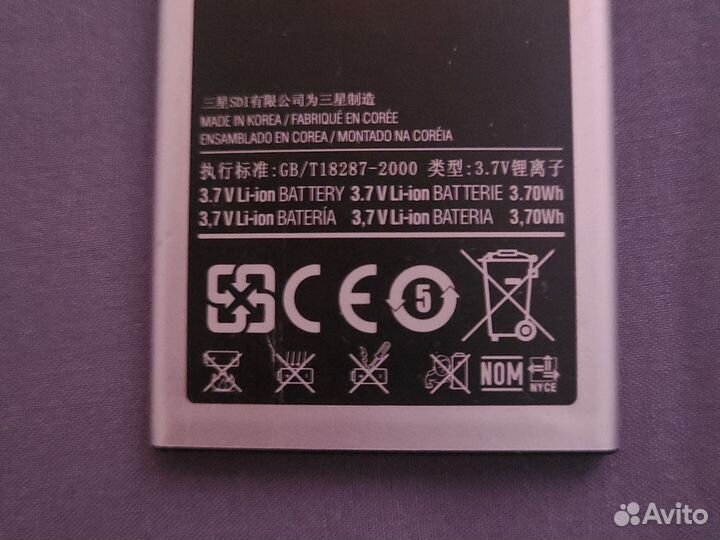 三星SDI有限公司为三星制造
MADE IN KOREA / FABRIQUÉ EN CORÉE
ENSAMBLADO EN COREA / MONTADO NA CORÉIA
执行标准:GB/T18287-2000 类型:3.7V锂离子
3.7 V Li-ion BATTERY 3.7 V Li-ion BATTERIE 3.70Wh
3,7 V Li-ion BATERÍA 3,7 V Li-ion BATERIA 3,70Wh
CE 5
NOM NYCE
Avito